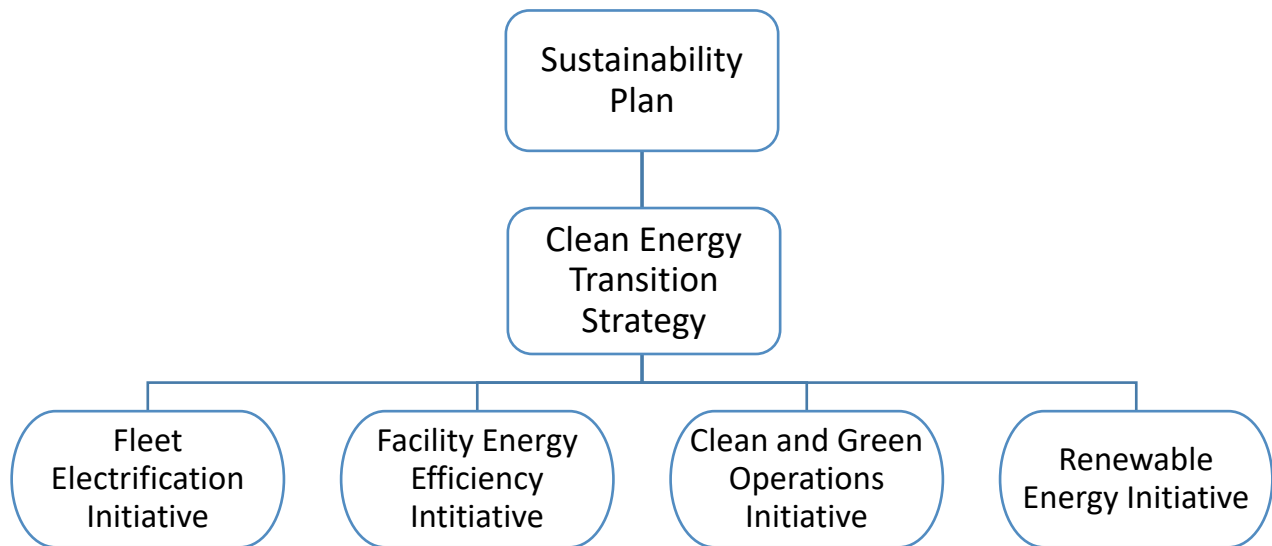 Sustainability
Plan
Clean Energy
Transition
Strategy
Fleet
Electrification
Initiative
Facility Energy
Efficiency
Intitiative
Clean and Green
Operations
Initiative
Renewable
Energy Initiative